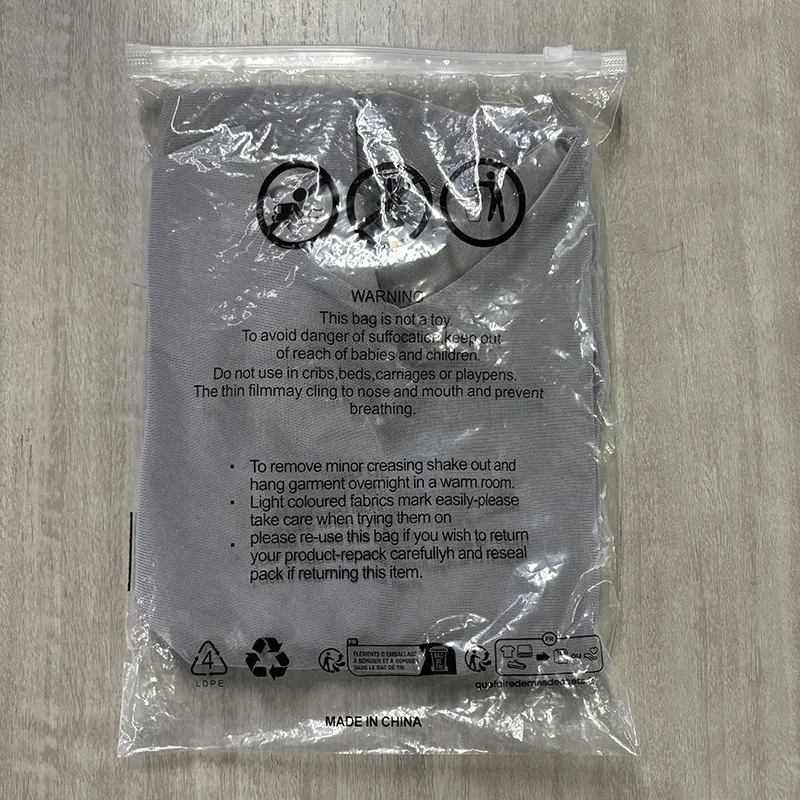 WARNING
This bag is not a toy
To avoid danger of suffocation keep out
of reach of babies and children.
Do not use in cribs,beds,carriages or playpens.
The thin filmmay cling to nose and mouth and prevent
breathing.
· To remove minor creasing shake out and
hang garment overnight in a warm room.
· Light coloured fabrics mark easily-please
take care when trying them on
· please re-use this bag if you wish to return
your product-repack carefullyh and reseal
pack if returning this item.
4
LDPE
FR
ÉLÉMENTS D'EMBALLAGE
À SÉPARER ET À DÉPOSER
DANS LE BAC DE TRI
FR
OU
quefairedemesdechets.fr
MADE IN CHINA